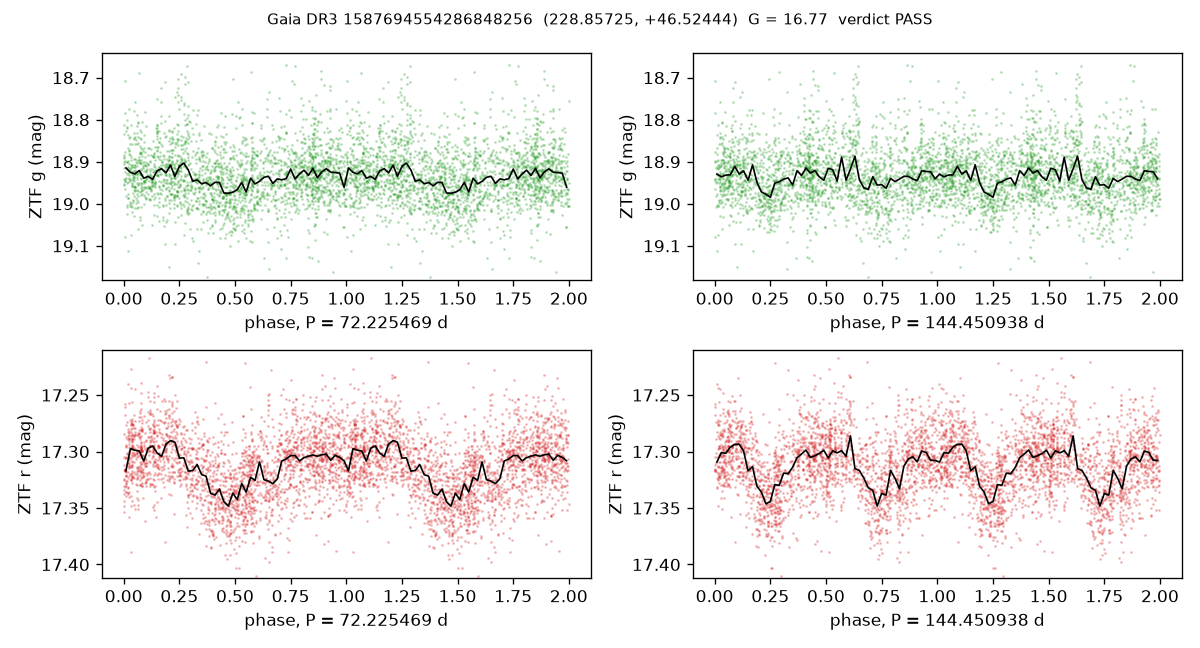 Gaia DR3 1587694554286848256  (228.85725, +46.52444)  G = 16.77  verdict PASS
ZTF g (mag)
18.7
18.8
18.9
19.0
19.1
0.00 0.25 0.50 0.75 1.00 1.25 1.50 1.75 2.00
phase, P = 72.225469 d
ZTF g (mag)
18.7
18.8
18.9
19.0
19.1
0.00 0.25 0.50 0.75 1.00 1.25 1.50 1.75 2.00
phase, P = 144.450938 d
ZTF r (mag)
17.25
17.30
17.35
17.40
0.00 0.25 0.50 0.75 1.00 1.25 1.50 1.75 2.00
phase, P = 72.225469 d
ZTF r (mag)
17.25
17.30
17.35
17.40
0.00 0.25 0.50 0.75 1.00 1.25 1.50 1.75 2.00
phase, P = 144.450938 d